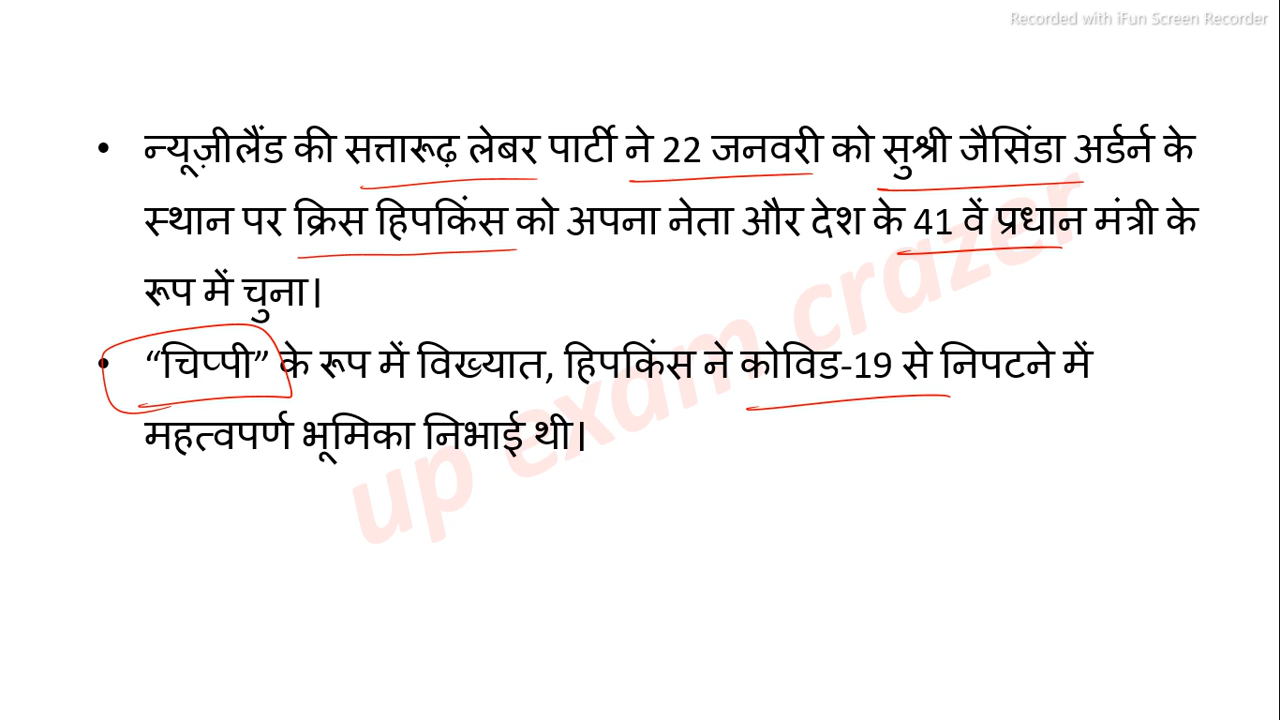 Recorded with iFun Screen Recorder
• न्यूज़ीलैंड की सत्तारूढ़ लेबर पार्टी ने 22 जनवरी को सुश्री जैसिंडा अर्डर्न के
स्थान पर क्रिस हिपकिंस को अपना नेता और देश के 41 वें प्रधान मंत्री के
रूप में चुना।
• “चिप्पी” के रूप में विख्यात, हिपकिंस ने कोविड-19 से निपटने में
महत्वपर्ण भूमिका निभाई थी।
up exam crazer